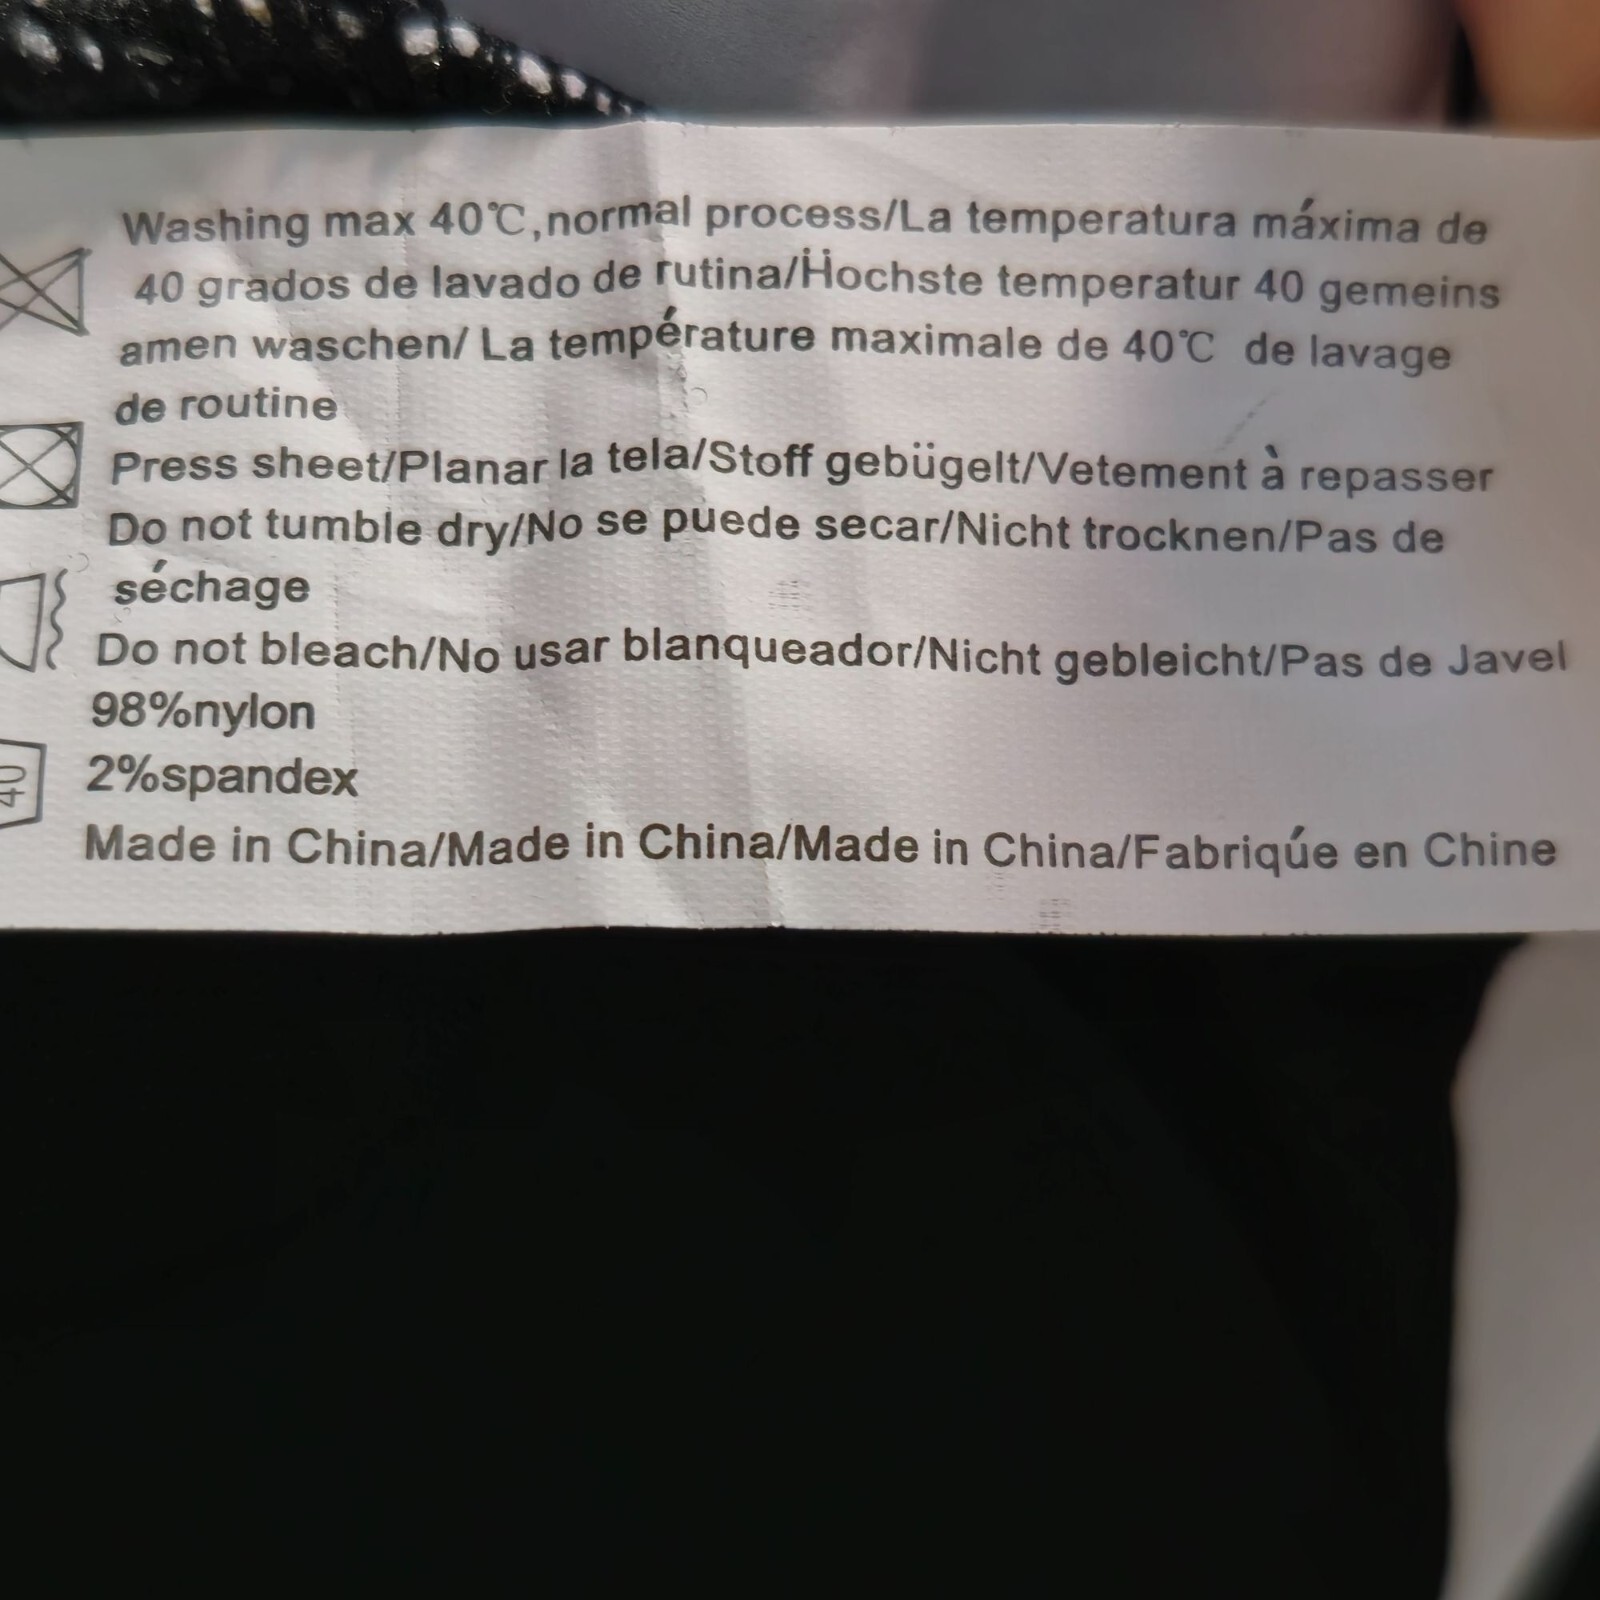 Washing max 40℃,normal process/La temperatura máxima de
40 grados de lavado de rutina/Ḧochste temperatur 40 gemeins
amen waschen/ La température maximale de 40℃ de lavage
de routine
Press sheet/Planar la tela/Stoff gebügelt/Vetement à repasser
Do not tumble dry/No se puede secar/Nicht trocknen/Pas de
séchage
Do not bleach/No usar blanqueador/Nicht gebleicht/Pas de Javel
98%nylon
2%spandex
Made in China/Made in China/Made in China/Fabriqúe en Chine
40